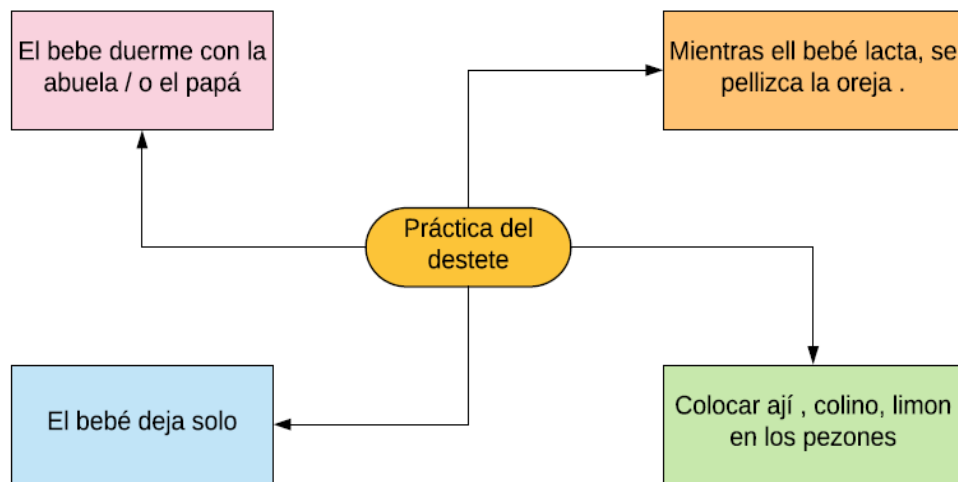 El bebe duerme con la
abuela / o el papá
Mientras ell bebé lacta, se
pellizca la oreja .
Práctica del
destete
El bebé deja solo
Colocar ají , colino, limon
en los pezones